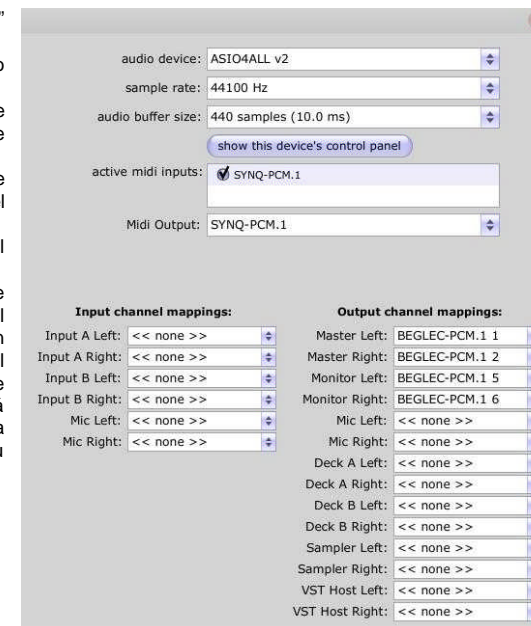 ”
o
e
e
e
el
l
e
l
n
l
e
á
a
u
audio device: ASIO4ALL v2
sample rate: 44100 Hz
audio buffer size: 440 samples (10.0 ms)
show this device's control panel
active midi inputs: SYNQ-PCM.1
Midi Output: SYNQ-PCM.1
Input channel mappings:
Input A Left: << none >>
Input A Right: << none >>
Input B Left: << none >>
Input B Right: << none >>
Mic Left: << none >>
Mic Right: << none >>
Output channel mappings:
Master Left: BEGLEC-PCM.1 1
Master Right: BEGLEC-PCM.1 2
Monitor Left: BEGLEC-PCM.1 5
Monitor Right: BEGLEC-PCM.1 6
Mic Left: << none >>
Mic Right: << none >>
Deck A Left: << none >>
Deck A Right: << none >>
Deck B Left: << none >>
Deck B Right: << none >>
Sampler Left: << none >>
Sampler Right: << none >>
VST Host Left: << none >>
VST Host Right: << none >>